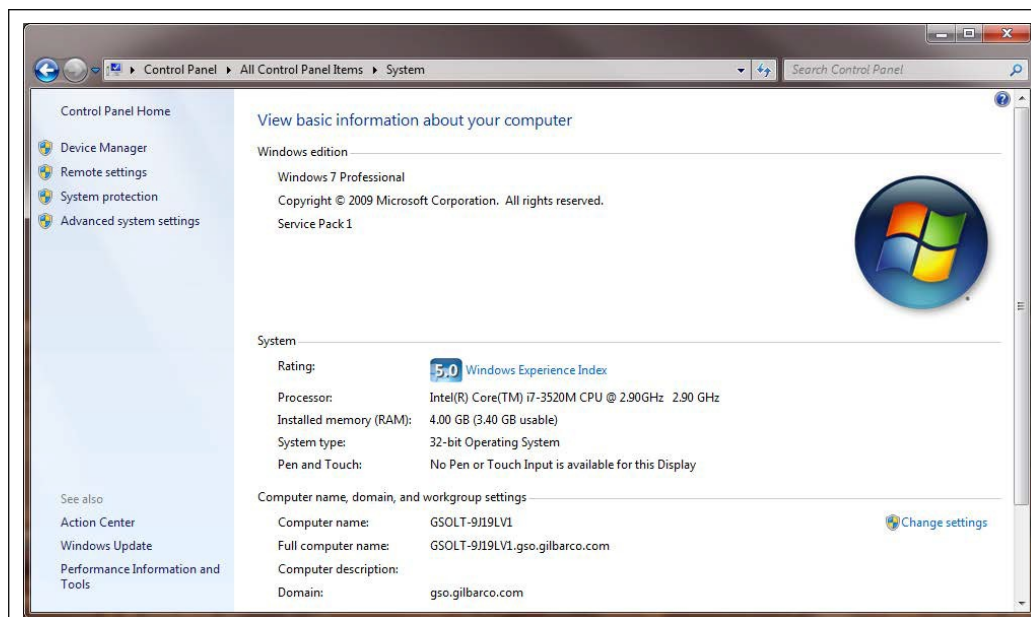 Control Panel ▸ All Control Panel Items ▸ System
Search Control Panel
Control Panel Home
Device Manager
Remote settings
System protection
Advanced system settings
See also
Action Center
Windows Update
Performance Information and
Tools
View basic information about your computer
Windows edition
Windows 7 Professional
Copyright © 2009 Microsoft Corporation. All rights reserved.
Service Pack 1
System
Rating:
5.0 Windows Experience Index
Processor:
Intel(R) Core(TM) i7-3520M CPU @ 2.90GHz 2.90 GHz
Installed memory (RAM):
4.00 GB (3.40 GB usable)
System type:
32-bit Operating System
Pen and Touch:
No Pen or Touch Input is available for this Display
Computer name, domain, and workgroup settings
Computer name:
GSOLT-9J19LV1
Change settings
Full computer name:
GSOLT-9J19LV1.gso.gilbarco.com
Computer description:
Domain:
gso.gilbarco.com